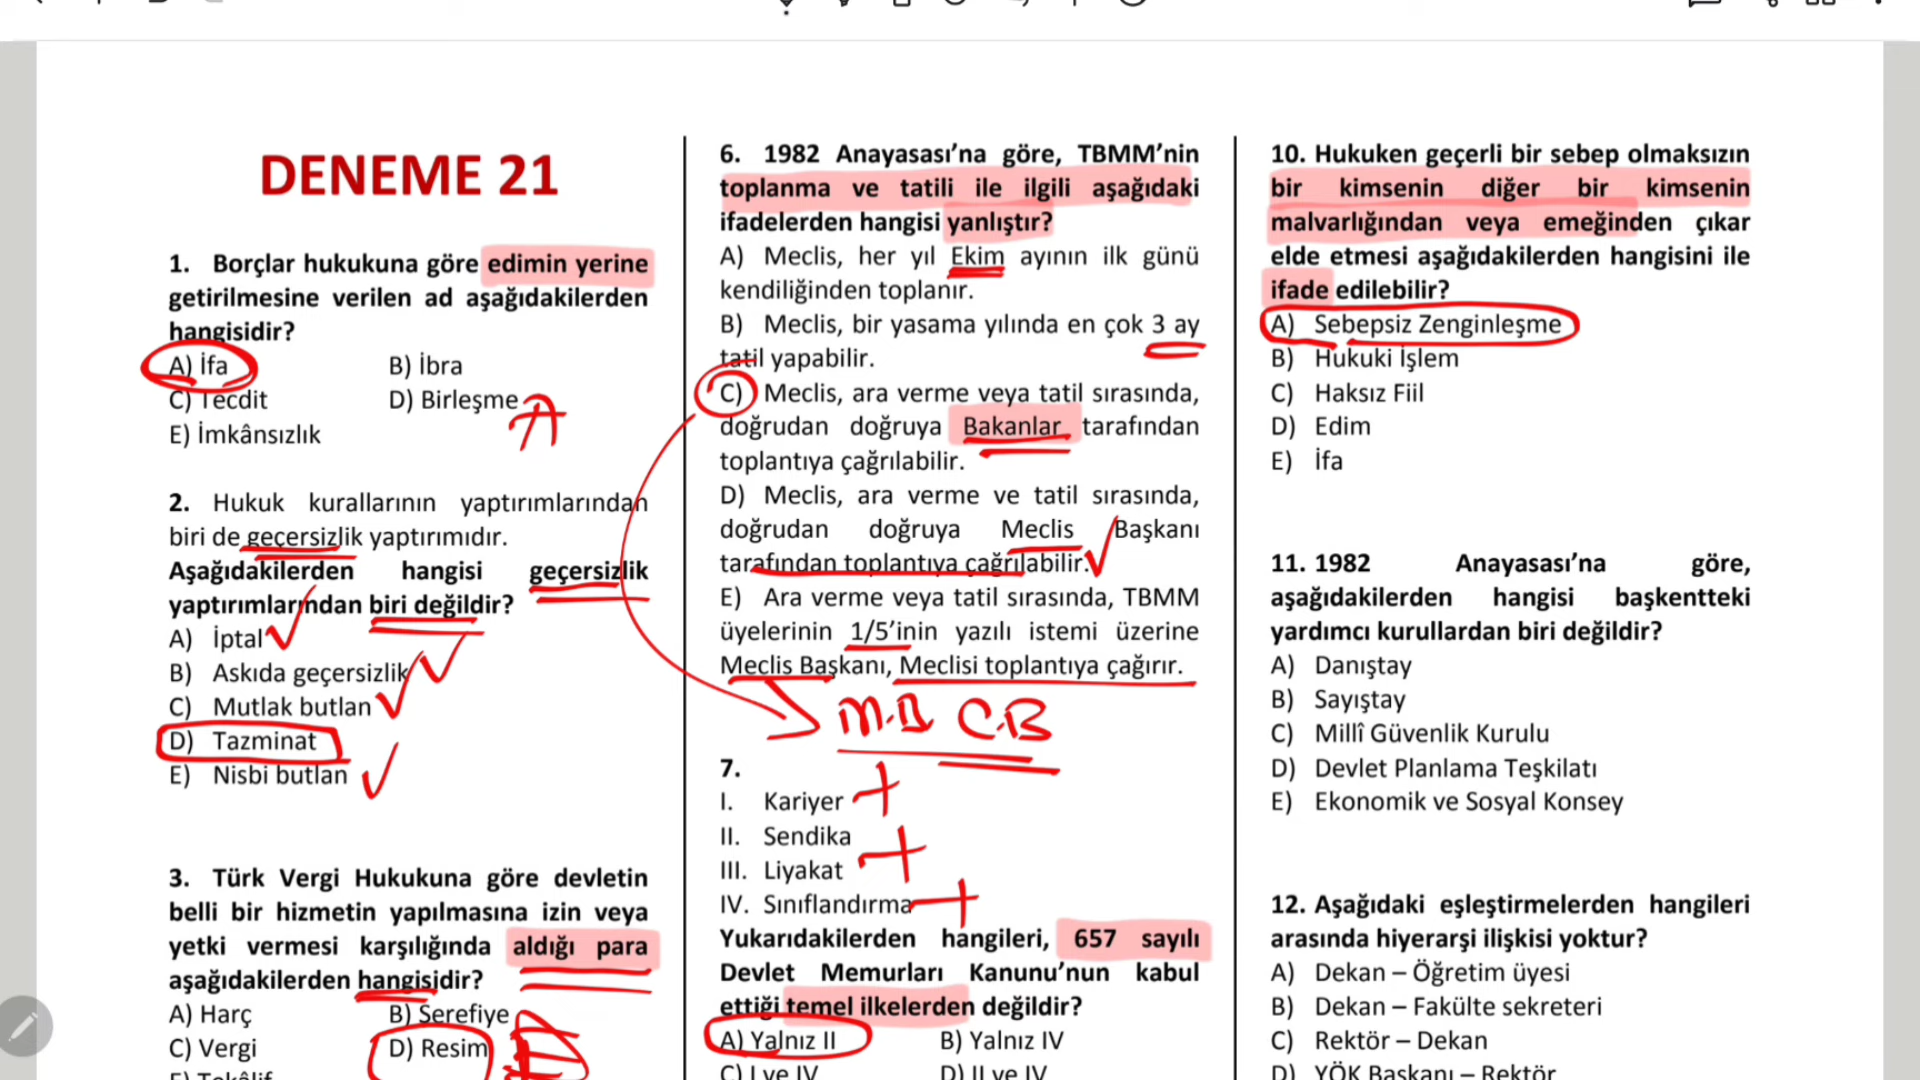 DENEME 21
1. Borçlar hukukuna göre edimin yerine
getirilmesine verilen ad aşağıdakilerden
hangisidir?
A) İfa B) İbra
C) Tecdit D) Birleşme
A
E) İmkânsızlık
2. Hukuk kurallarının yaptırımlarından
biri de geçersizlik yaptırımıdır.
Aşağıdakilerden hangisi geçersizlik
yaptırımlarından biri değildir?
A) İptal
B) Askıda geçersizlik
C) Mutlak butlan
D) Tazminat
E) Nisbi butlan
3. Türk Vergi Hukukuna göre devletin
belli bir hizmetin yapılmasına izin veya
yetki vermesi karşılığında aldığı para
aşağıdakilerden hangisidir?
A) Harç B) Şerefiye
C) Vergi D) Resim
E) Tekâlif
6. 1982 Anayasası’na göre, TBMM’nin
toplanma ve tatili ile ilgili aşağıdaki
ifadelerden hangisi yanlıştır?
A) Meclis, her yıl Ekim ayının ilk günü
kendiliğinden toplanır.
B) Meclis, bir yasama yılında en çok 3 ay
tatil yapabilir.
C) Meclis, ara verme veya tatil sırasında,
doğrudan doğruya Bakanlar tarafından
toplantıya çağrılabilir.
D) Meclis, ara verme ve tatil sırasında,
doğrudan doğruya Meclis Başkanı
tarafından toplantıya çağrılabilir.
E) Ara verme veya tatil sırasında, TBMM
üyelerinin 1/5’inin yazılı istemi üzerine
Meclis Başkanı, Meclisi toplantıya çağırır.
M.B C.B
7.
I. Kariyer +
II. Sendika
III. Liyakat +
IV. Sınıflandırma +
Yukarıdakilerden hangileri, 657 sayılı
Devlet Memurları Kanunu’nun kabul
ettiği temel ilkelerden değildir?
A) Yalnız II B) Yalnız IV
C) I ve IV D) II ve IV
10. Hukuken geçerli bir sebep olmaksızın
bir kimsenin diğer bir kimsenin
malvarlığından veya emeğinden çıkar
elde etmesi aşağıdakilerden hangisini ile
ifade edilebilir?
A) Sebepsiz Zenginleşme
B) Hukuki İşlem
C) Haksız Fiil
D) Edim
E) İfa
11. 1982 Anayasası’na göre,
aşağıdakilerden hangisi başkentteki
yardımcı kurullardan biri değildir?
A) Danıştay
B) Sayıştay
C) Millî Güvenlik Kurulu
D) Devlet Planlama Teşkilatı
E) Ekonomik ve Sosyal Konsey
12. Aşağıdaki eşleştirmelerden hangileri
arasında hiyerarşi ilişkisi yoktur?
A) Dekan – Öğretim üyesi
B) Dekan – Fakülte sekreteri
C) Rektör – Dekan
D) YÖK Başkanı – Rektör